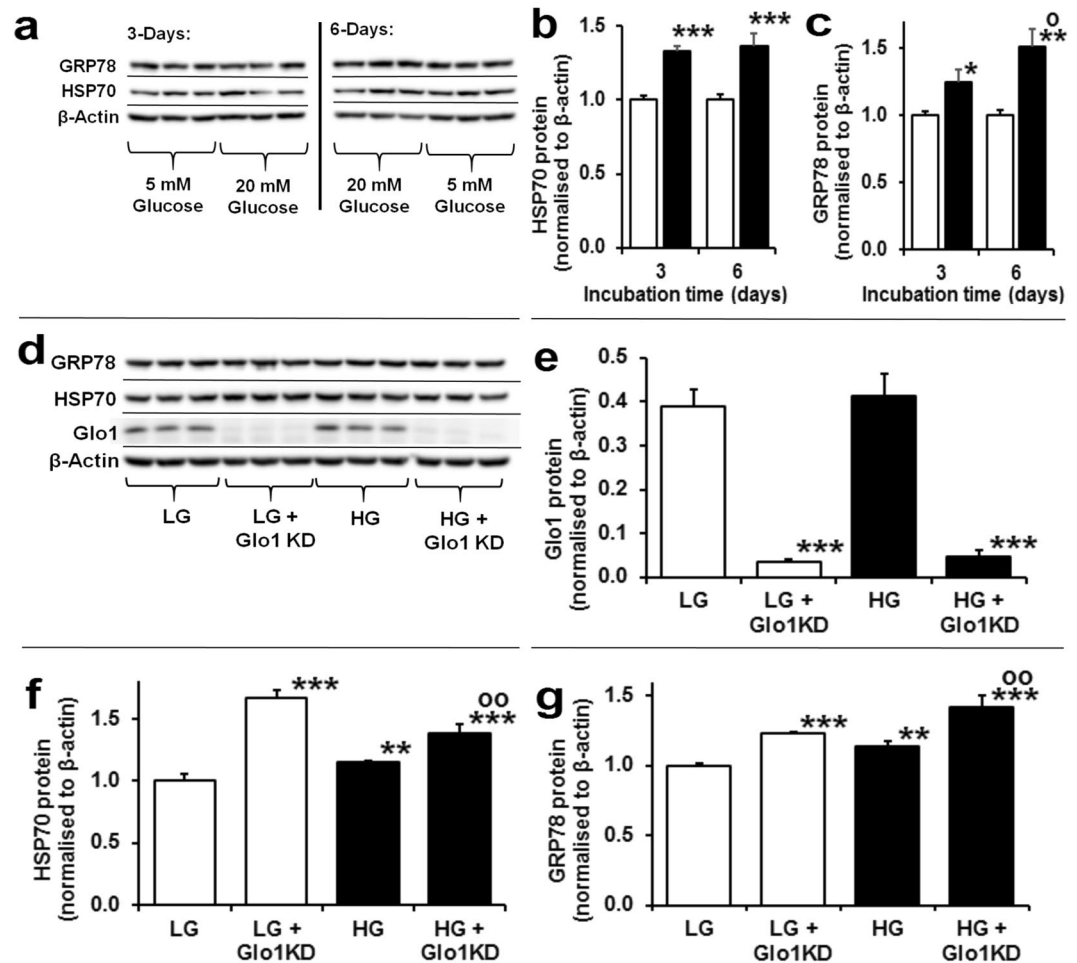 a
3-Days:
6-Days:
GRP78
HSP70
β-Actin
5 mM
Glucose
20 mM
Glucose
20 mM
Glucose
5 mM
Glucose
b
HSP70 protein
(normalised to β-actin)
1.5
1.0
0.5
0.0
***
***
3
6
Incubation time (days)
c
GRP78 protein
(normalised to β-actin)
1.5
1.0
0.5
0.0
*
o
**
3
6
Incubation time (days)
d
GRP78
HSP70
Glo1
β-Actin
LG
LG +
Glo1 KD
HG
HG +
Glo1 KD
e
Glo1 protein
(normalised to β-actin)
0.5
0.4
0.3
0.2
0.1
0.0
***
***
LG
LG +
Glo1KD
HG
HG +
Glo1KD
f
HSP70 protein
(normalised to β-actin)
1.5
1.0
0.5
0.0
***
**
oo
***
LG
LG +
Glo1KD
HG
HG +
Glo1KD
g
GRP78 protein
(normalised to β-actin)
1.5
1.0
0.5
0.0
***
**
oo
***
LG
LG +
Glo1KD
HG
HG +
Glo1KD